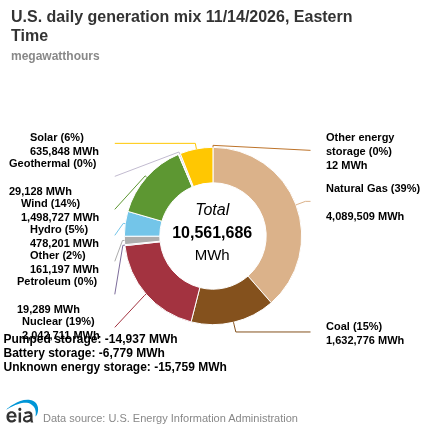 U.S. daily generation mix 11/14/2026, Eastern
Time
megawatthours
Solar (6%)
635,848 MWh
Geothermal (0%)
29,128 MWh
Wind (14%)
1,498,727 MWh
Hydro (5%)
478,201 MWh
Other (2%)
161,197 MWh
Petroleum (0%)
19,289 MWh
Nuclear (19%)
2,042,711 MWh
Total
10,561,686
MWh
Other energy
storage (0%)
12 MWh
Natural Gas (39%)
4,089,509 MWh
Coal (15%)
1,632,776 MWh
Pumped storage: -14,937 MWh
Battery storage: -6,779 MWh
Unknown energy storage: -15,759 MWh
eia
Data source: U.S. Energy Information Administration